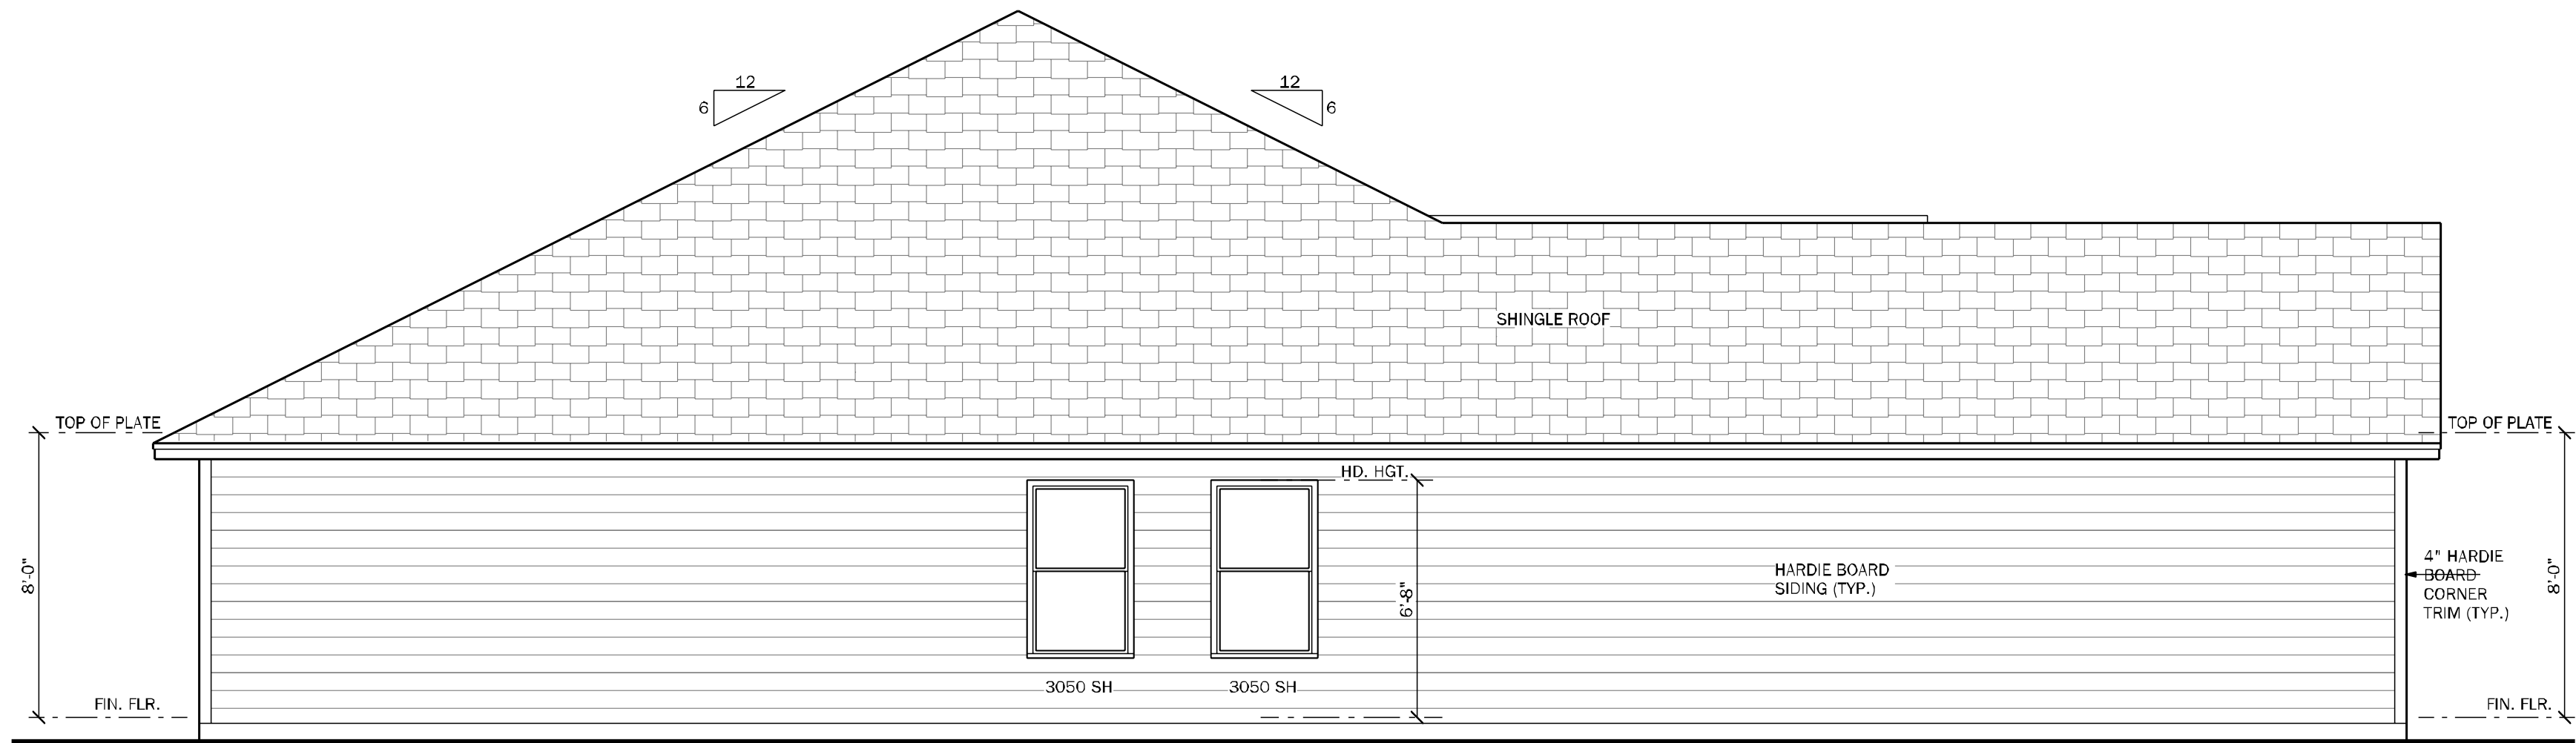 12
6
12
6
SHINGLE ROOF
TOP OF PLATE
TOP OF PLATE
HD. HGT.
8'-0"
6'-8"
HARDIE BOARD
SIDING (TYP.)
4" HARDIE
BOARD
CORNER
TRIM (TYP.)
8'-0"
3050 SH
3050 SH
FIN. FLR.
FIN. FLR.